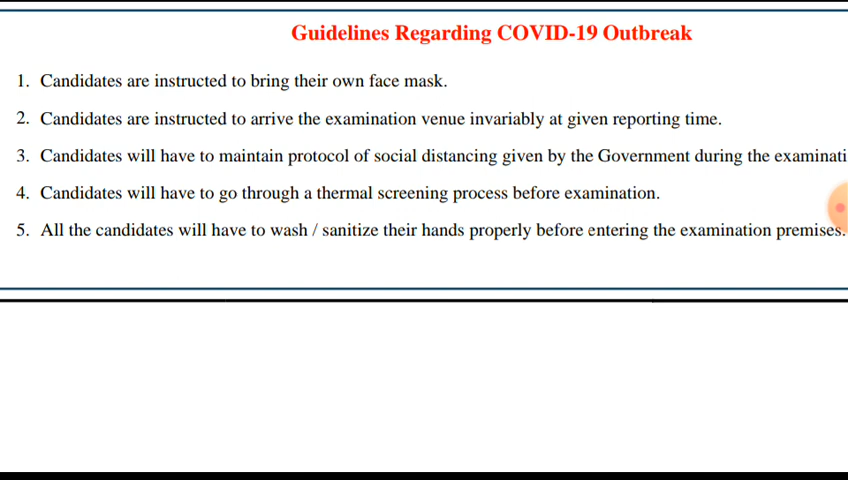 Guidelines Regarding COVID-19 Outbreak
1. Candidates are instructed to bring their own face mask.
2. Candidates are instructed to arrive the examination venue invariably at given reporting time.
3. Candidates will have to maintain protocol of social distancing given by the Government during the examinati
4. Candidates will have to go through a thermal screening process before examination.
5. All the candidates will have to wash / sanitize their hands properly before entering the examination premises.